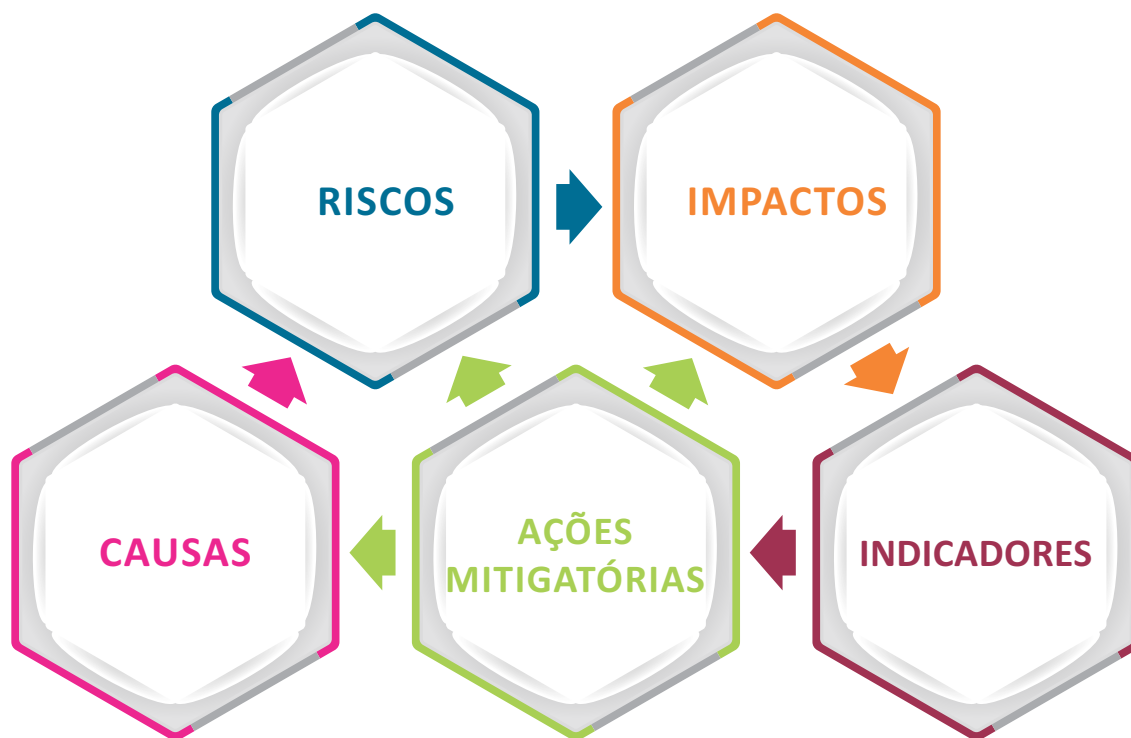 RISCOS
IMPACTOS
CAUSAS
AÇÕES
MITIGATÓRIAS
INDICADORES